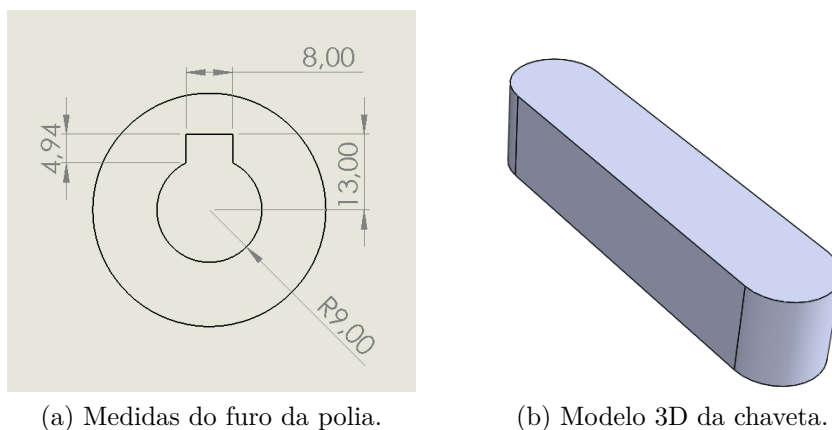 8,00
4,94
13,00
R9,00
(a) Medidas do furo da polia.
(b) Modelo 3D da chaveta.